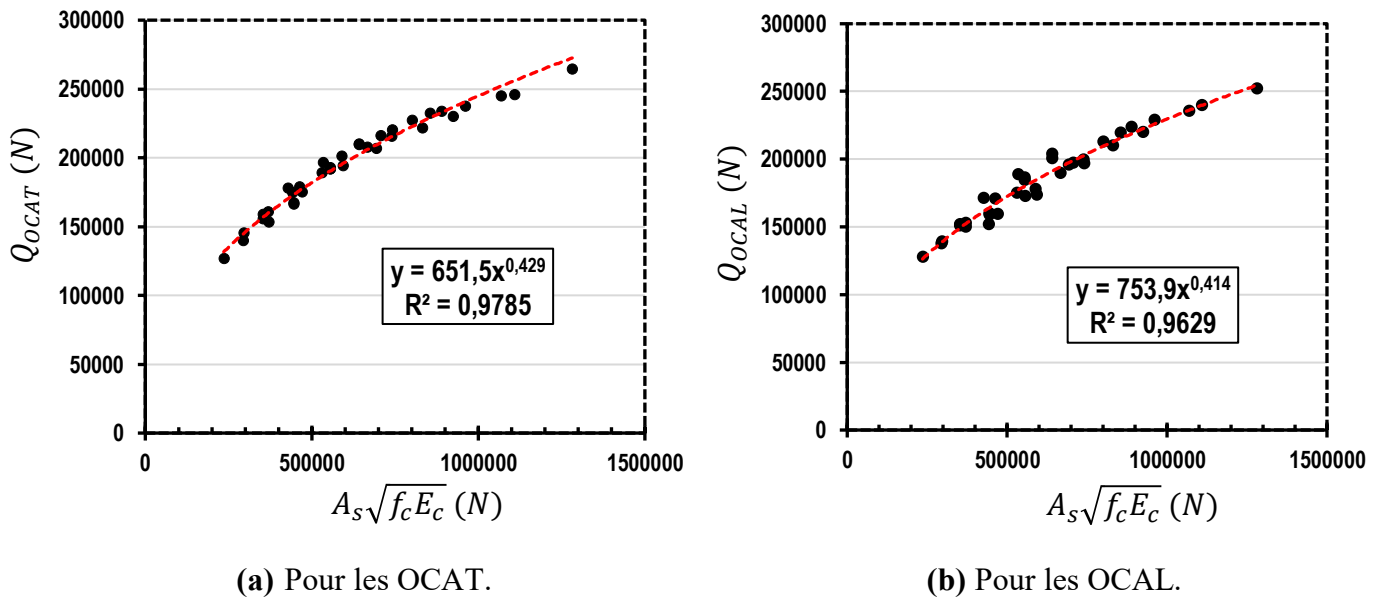 300000
250000
200000
150000
100000
50000
0
Q_OCAT (N)
y = 651,5x^0,429
R² = 0,9785
0 500000 1000000 1500000
A_s√(f_c E_c) (N)
(a) Pour les OCAT.
300000
250000
200000
150000
100000
50000
0
Q_OCAL (N)
y = 753,9x^0,414
R² = 0,9629
0 500000 1000000 1500000
A_s√(f_c E_c) (N)
(b) Pour les OCAL.